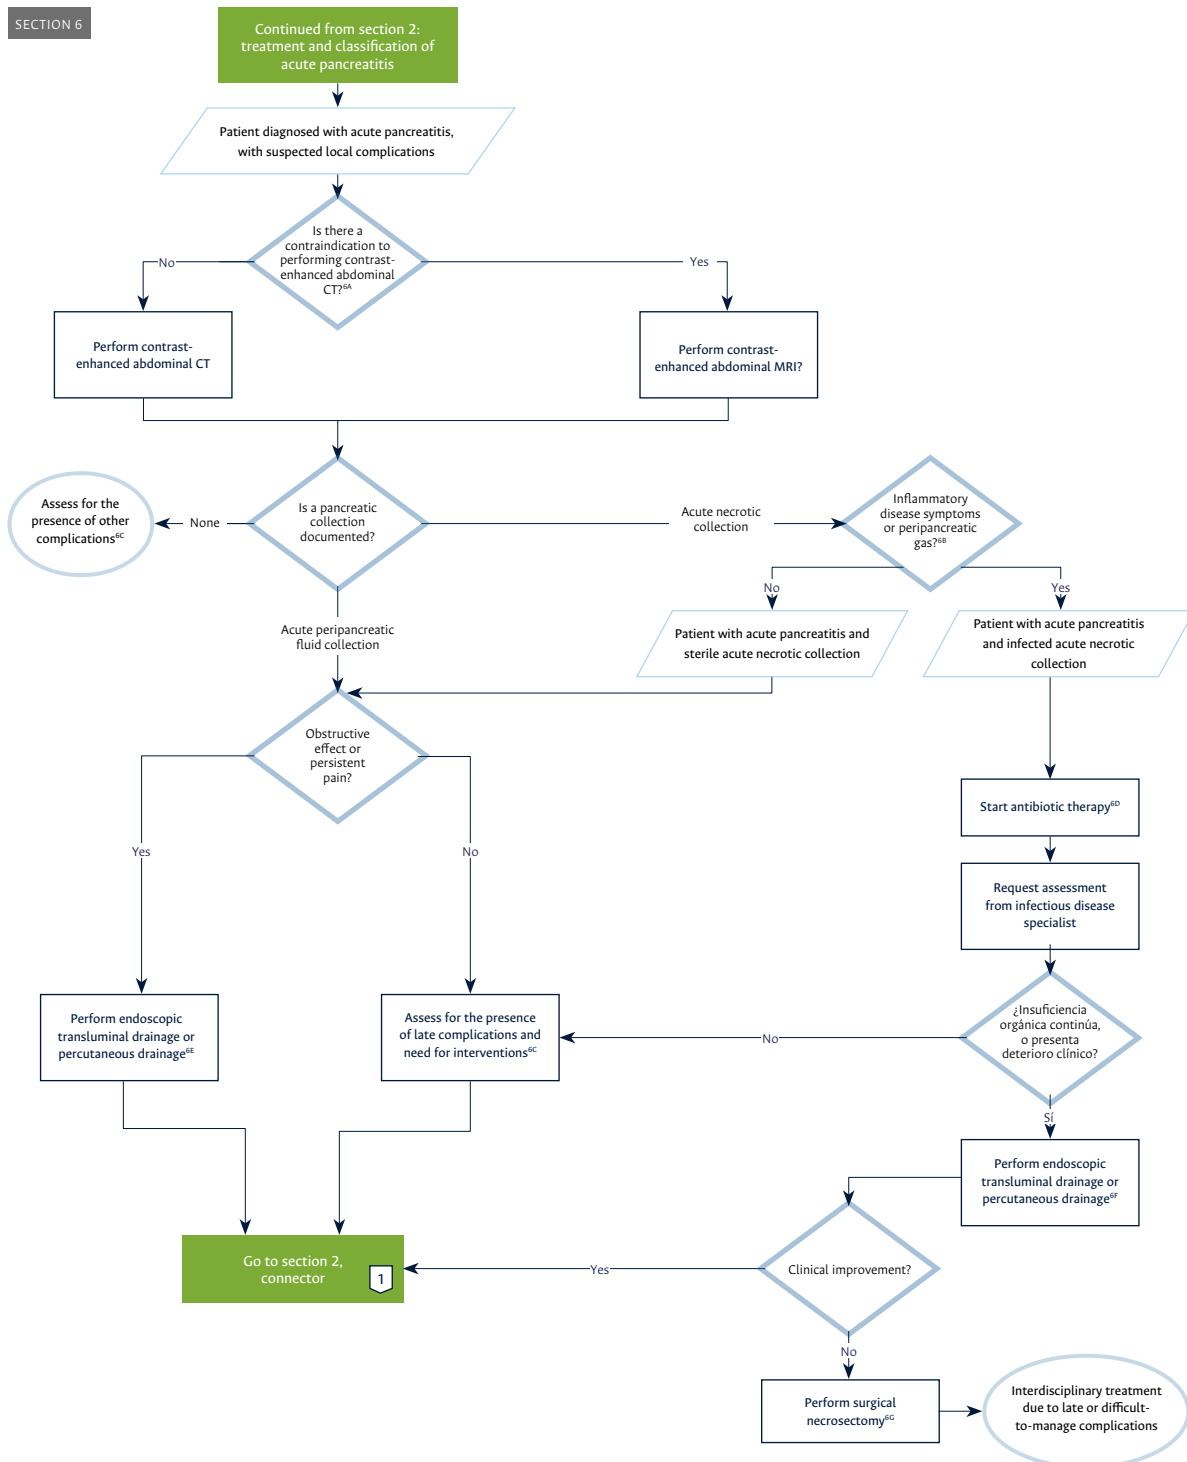 SECTION 6
Continued from section 2:
treatment and classification of
acute pancreatitis
Patient diagnosed with acute pancreatitis,
with suspected local complications
Is there a
contraindication to
performing contrast-
enhanced abdominal
CT?6A
No
Yes
Perform contrast-
enhanced abdominal CT
Perform contrast-
enhanced abdominal MRI?
Assess for the
presence of other
complications6C
None
Is a pancreatic
collection
documented?
Acute necrotic
collection
Inflammatory
disease symptoms
or peripancreatic
gas?6B
No
Yes
Acute peripancreatic
fluid collection
Patient with acute pancreatitis and
sterile acute necrotic collection
Patient with acute pancreatitis
and infected acute necrotic
collection
Obstructive
effect or
persistent
pain?
Start antibiotic therapy6D
Yes
No
Request assessment
from infectious disease
specialist
Perform endoscopic
transluminal drainage or
percutaneous drainage6E
Assess for the presence
of late complications and
need for interventions6C
No
¿Insuficiencia
orgánica continúa,
o presenta
deterioro clínico?
Sí
Perform endoscopic
transluminal drainage or
percutaneous drainage6F
Go to section 2,
connector
1
Yes
Clinical improvement?
No
Perform surgical
necrosectomy6G
Interdisciplinary treatment
due to late or difficult-
to-manage complications